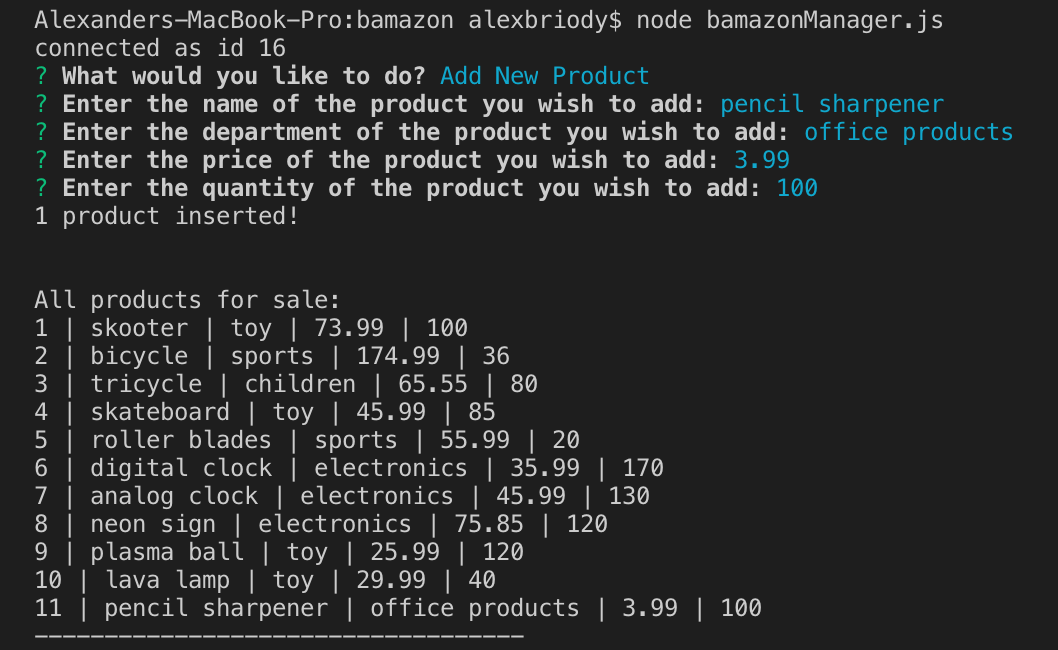 Alexanders-MacBook-Pro:bamazon alexbriody$ node bamazonManager.js
connected as id 16
? What would you like to do? Add New Product
? Enter the name of the product you wish to add: pencil sharpener
? Enter the department of the product you wish to add: office products
? Enter the price of the product you wish to add: 3.99
? Enter the quantity of the product you wish to add: 100
1 product inserted!
All products for sale:
1 | skooter | toy | 73.99 | 100
2 | bicycle | sports | 174.99 | 36
3 | tricycle | children | 65.55 | 80
4 | skateboard | toy | 45.99 | 85
5 | roller blades | sports | 55.99 | 20
6 | digital clock | electronics | 35.99 | 170
7 | analog clock | electronics | 45.99 | 130
8 | neon sign | electronics | 75.85 | 120
9 | plasma ball | toy | 25.99 | 120
10 | lava lamp | toy | 29.99 | 40
11 | pencil sharpener | office products | 3.99 | 100
-----------------------------------